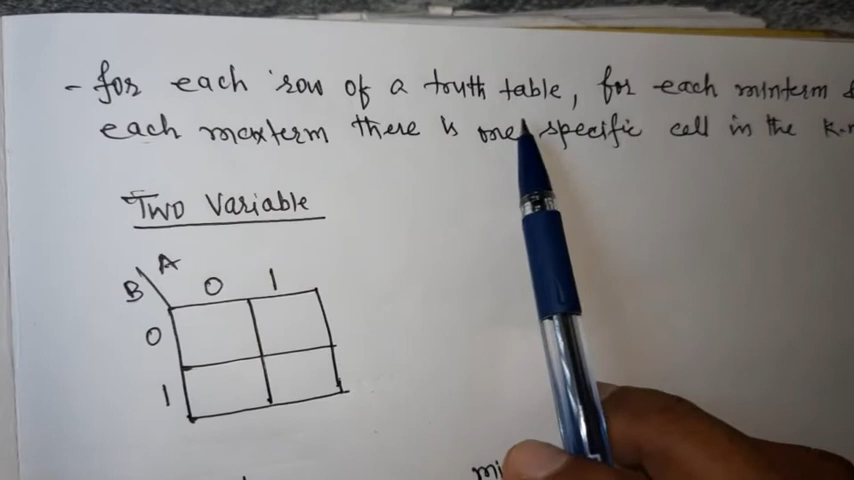 - for each row of a truth table, for each minterm &
each maxterm there is one specific cell in the K-m
Two Variable
A
B 0 1
0
1
mi